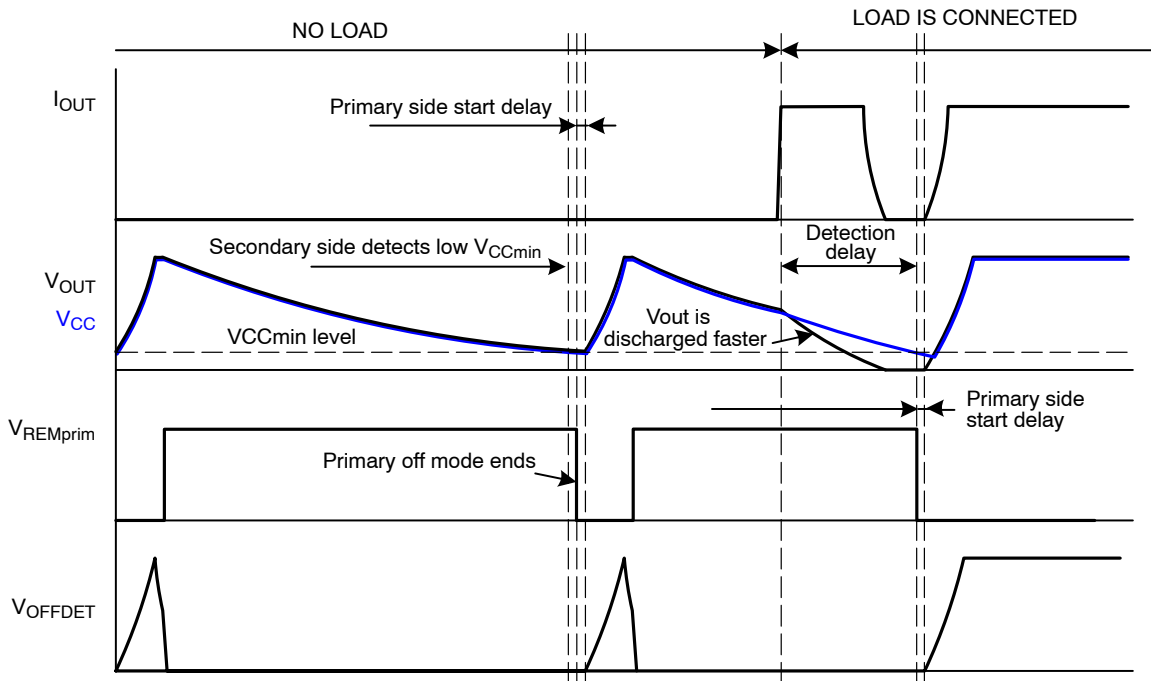 NO LOAD
LOAD IS CONNECTED
IOUT
Primary side start delay
Secondary side detects low VCCmin
Detection
delay
VOUT
VCC
VCCmin level
Vout is
discharged faster
VREMprim
Primary side
start delay
Primary off mode ends
VOFFDET